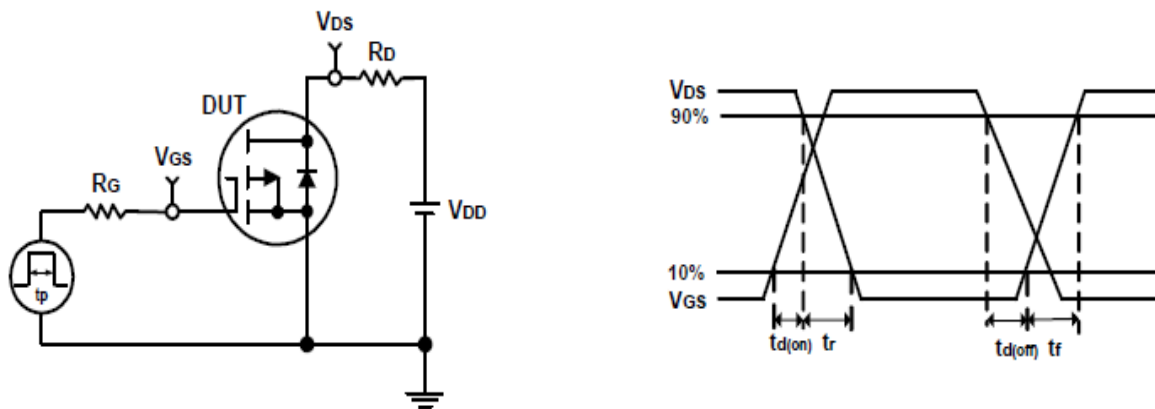 VDS
RD
DUT
VGS
RG
VDD
tp
VDS
90%
10%
VGS
td(on) tr
td(off) tf